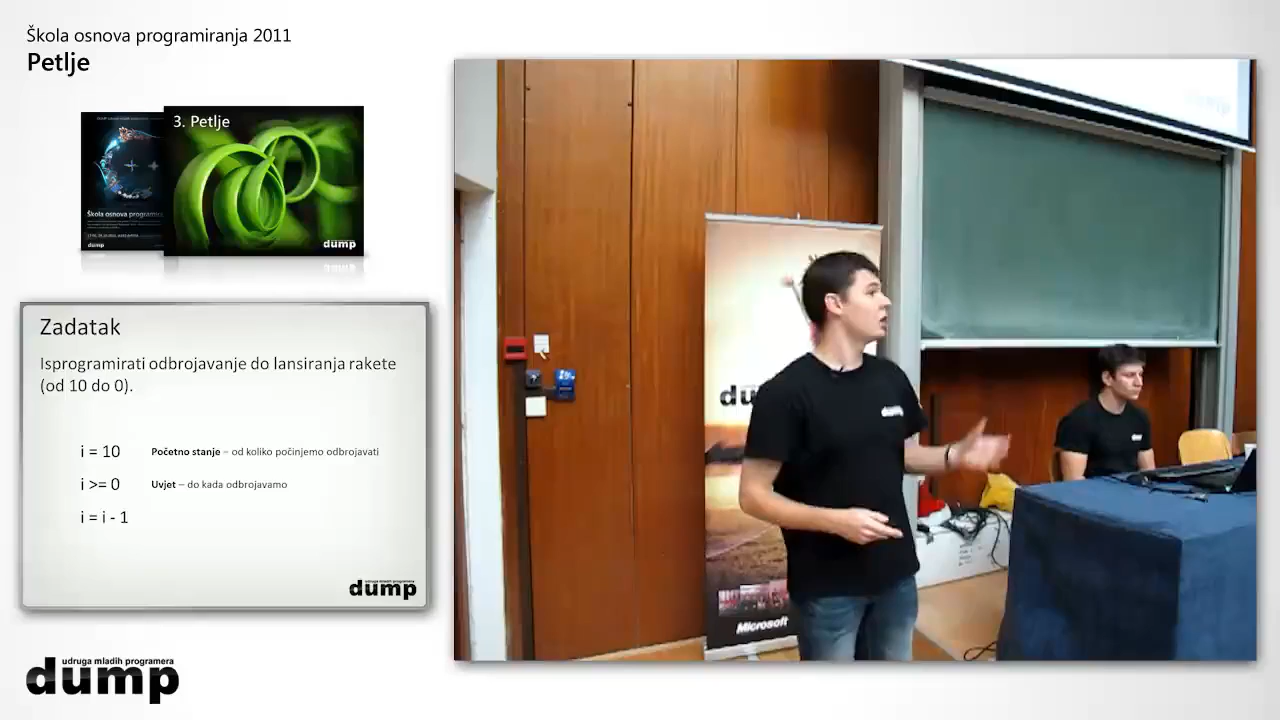 Škola osnova programiranja 2011
Petlje
Škola osnova
dump
3. Petlje
dump
Zadatak
Isprogramirati odbrojavanje do lansiranja rakete
(od 10 do 0).
i = 10 Početno stanje – od koliko počinjemo odbrojavati
i >= 0 Uvjet – do kada odbrojavamo
i = i - 1
udruga mladih programera
dump
udruga mladih programera
dump
du
dump
dump
Microsoft